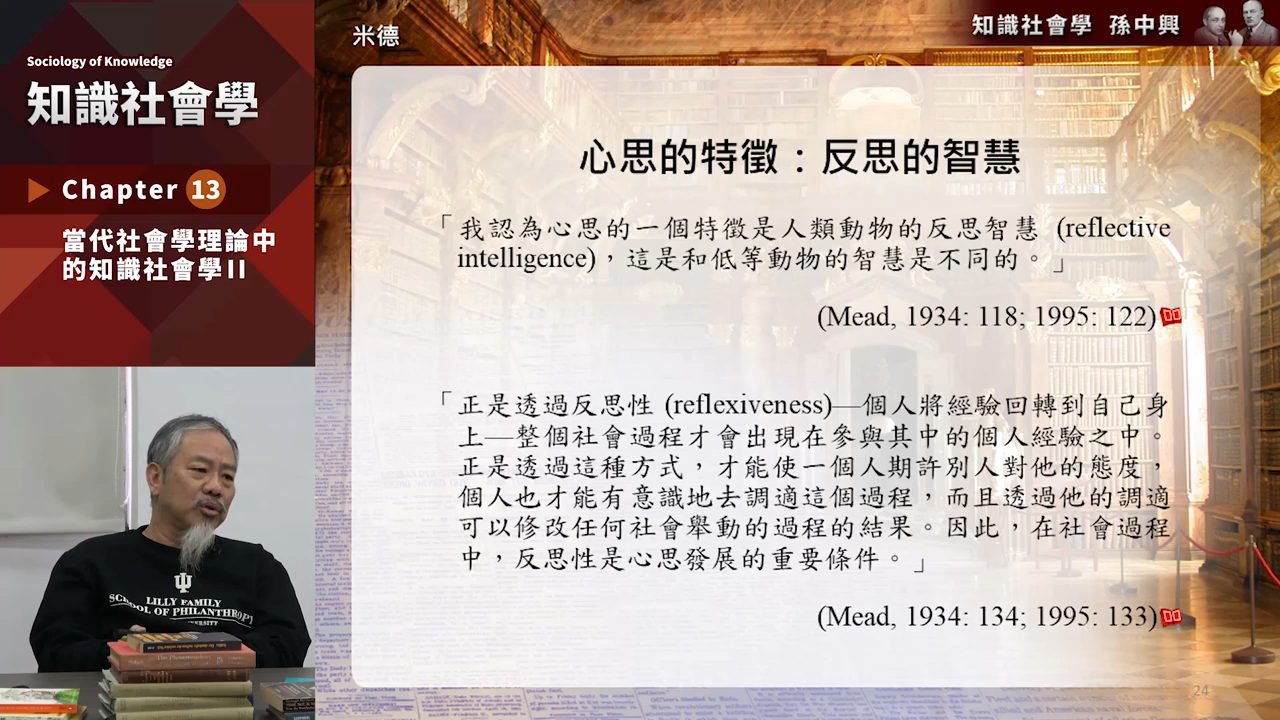 Sociology of Knowledge
知識社會學
Chapter 13
當代社會學理論中
的知識社會學II
米德
知識社會學 孫中興
心思的特徵：反思的智慧
「我認為心思的一個特徵是人類動物的反思智慧 (reflective
intelligence)，這是和低等動物的智慧是不同的。」
(Mead, 1934: 118; 1995: 122)
「正是透過反思性 (reflexiveness)—個人將經驗回轉到自己身
上—整個社會過程才會出現在參與其中的個人經驗之中。
正是透過這種方式，才能使一個人期許別人對他的態度，
個人也才能有意識地去調適這個過程，而且透過他的調適
可以修改任何社會舉動的過程的結果。因此，在社會過程
中，反思性是心思發展的重要條件。」
(Mead, 1934: 134; 1995: 133)
24
LILLY FAMILY
SCHOOL OF PHILANTHROPY